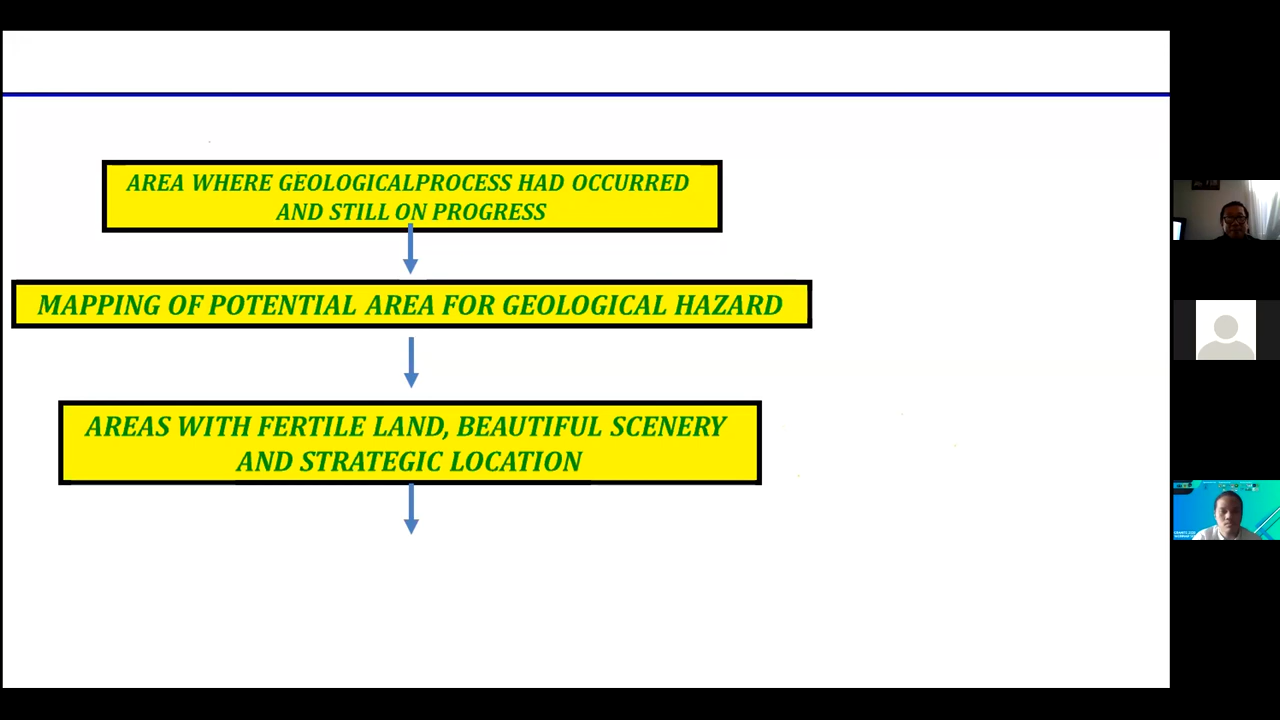 AREA WHERE GEOLOGICALPROCESS HAD OCCURRED
AND STILL ON PROGRESS
MAPPING OF POTENTIAL AREA FOR GEOLOGICAL HAZARD
AREAS WITH FERTILE LAND, BEAUTIFUL SCENERY
AND STRATEGIC LOCATION